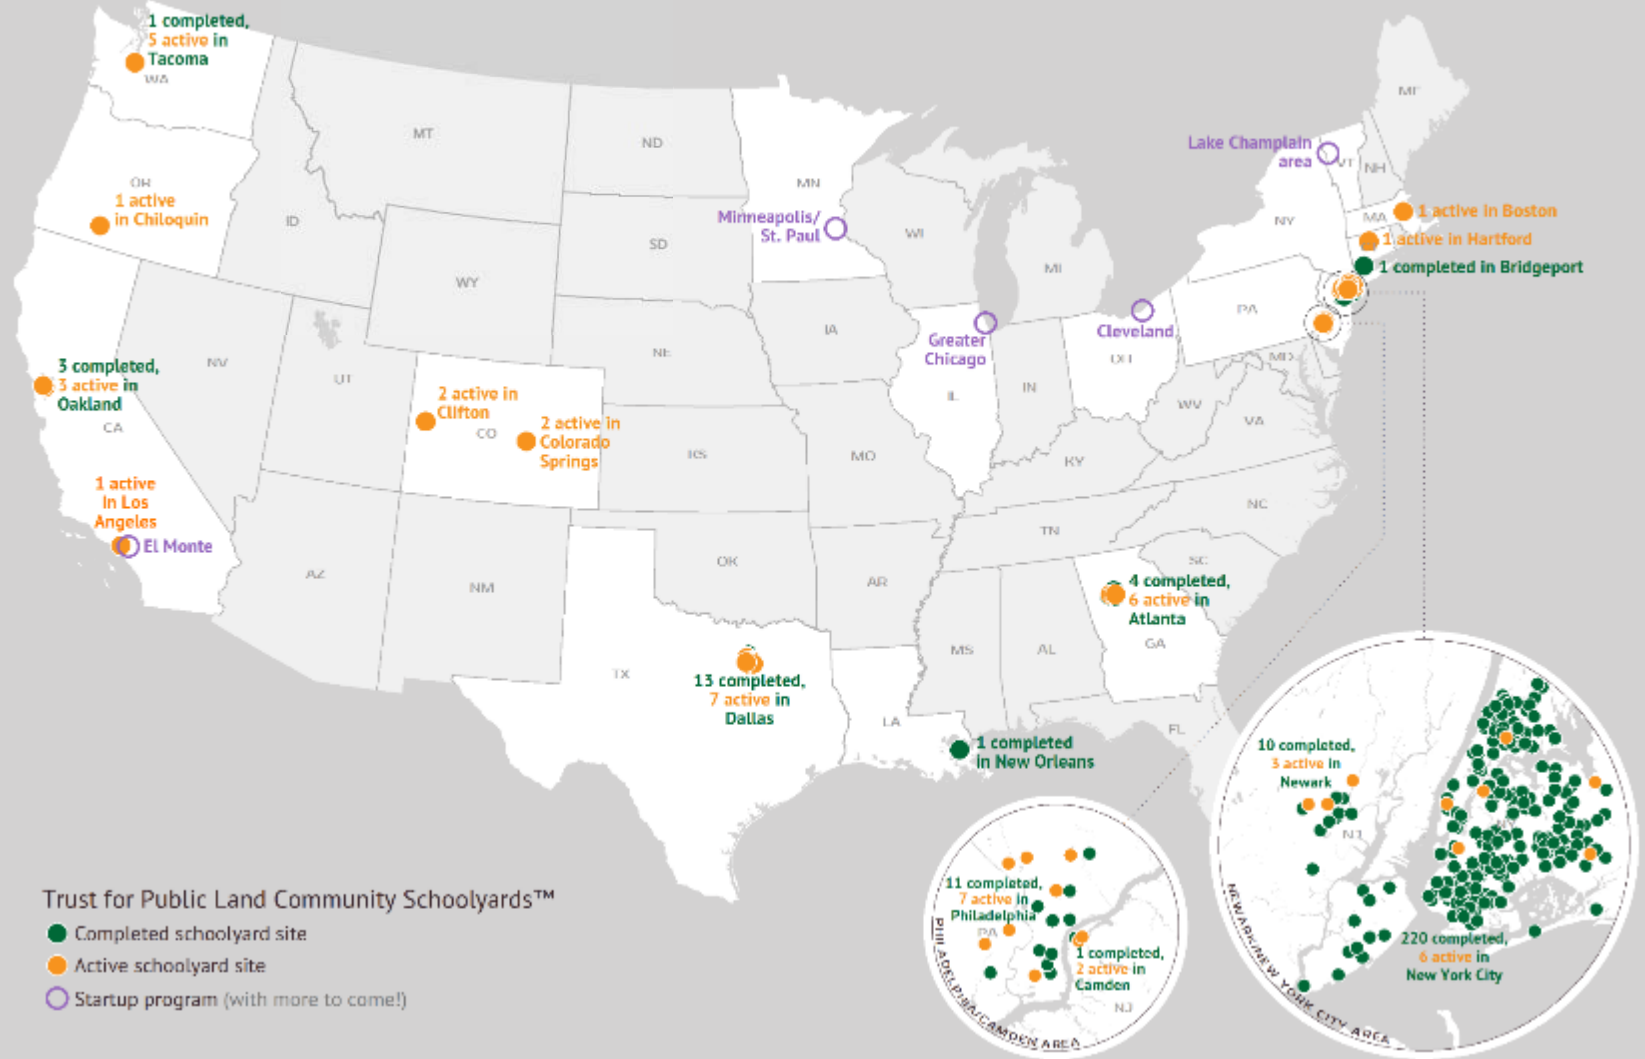 1 completed,
5 active in
Tacoma
WA
MT
ND
MN
ME
Lake Champlain
area
VT
NH
OR
1 active
in Chiloquin
ID
SD
Minneapolis/
St. Paul
WI
NY
MA
1 active in Boston
1 active in Hartford
1 completed in Bridgeport
WY
MI
PA
IA
Greater
Chicago
Cleveland
OH
MD
3 completed,
3 active in
Oakland
CA
NV
UT
NE
2 active in
Clifton
CO
2 active in
Colorado
Springs
IL
IN
WV
VA
KS
MO
KY
1 active
In Los
Angeles
El Monte
NC
TN
AZ
NM
OK
AR
SC
4 completed,
6 active in
Atlanta
GA
MS
AL
TX
13 completed,
7 active in
Dallas
LA
FL
1 completed
in New Orleans
10 completed,
3 active in
Newark
NJ
NY
220 completed,
6 active in
New York City
NEWARK/NEW YORK CITY AREA
11 completed,
7 active in
Philadelphia
PA
1 completed,
2 active in
Camden
NJ
PHILADELPHIA/CAMDEN AREA
Trust for Public Land Community Schoolyards™
Completed schoolyard site
Active schoolyard site
Startup program (with more to come!)